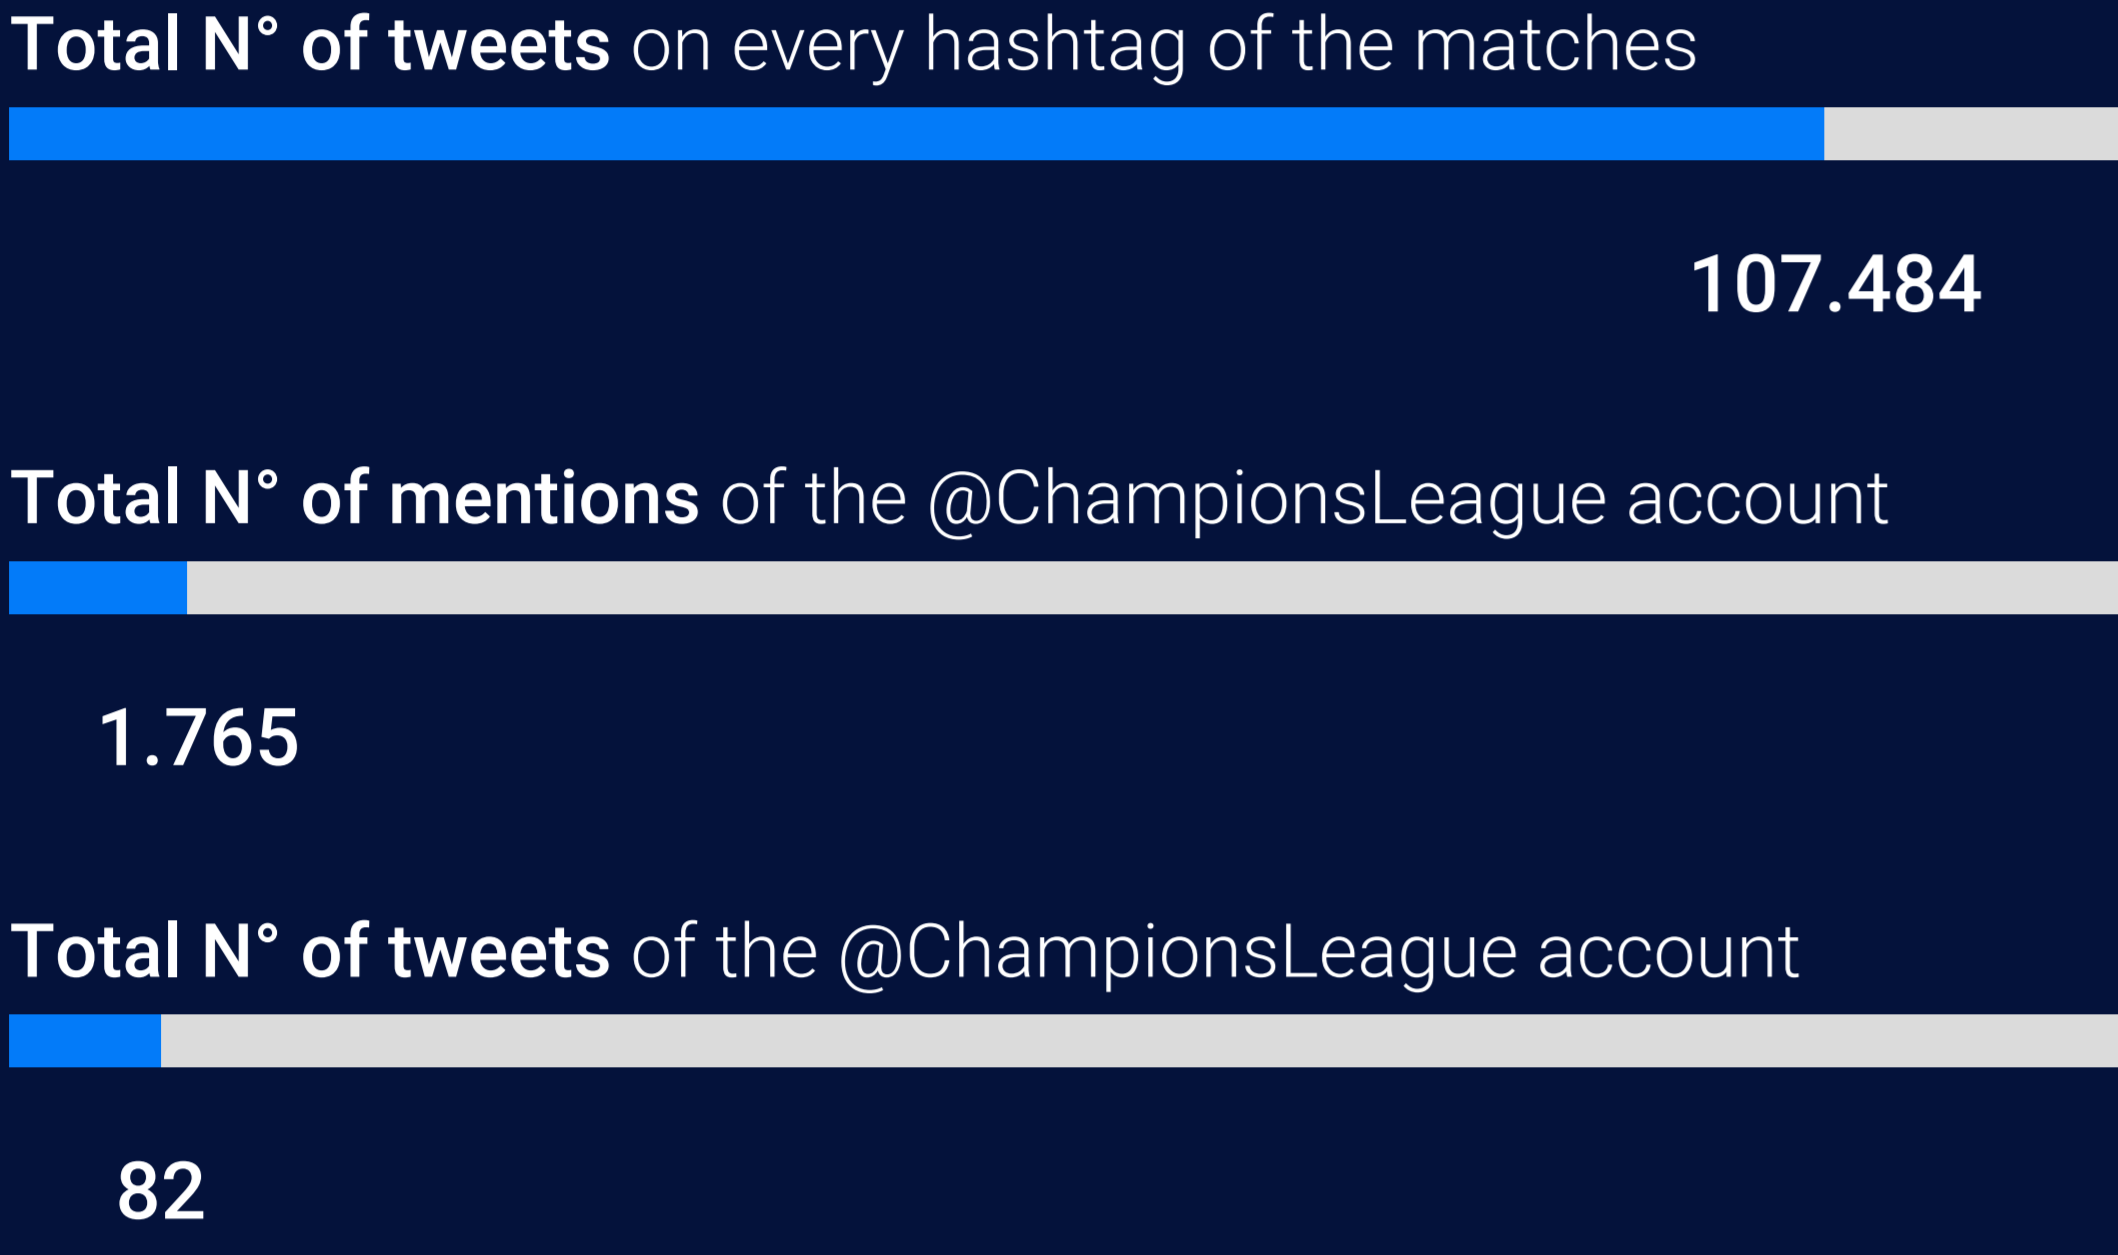 Total N° of tweets on every hashtag of the matches
107.484
Total N° of mentions of the @ChampionsLeague account
1.765
Total N° of tweets of the @ChampionsLeague account
82